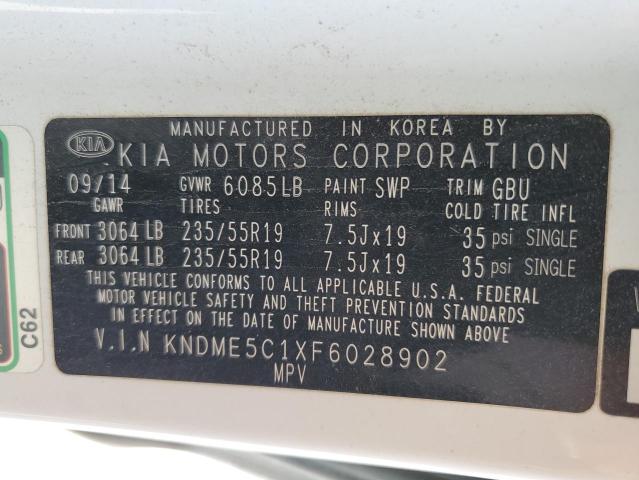 MANUFACTURED IN KOREA BY
KIA KIA MOTORS CORPORATION
09/14 GVWR 6085LB PAINT SWP TRIM GBU
GAWR TIRES RIMS COLD TIRE INFL
FRONT 3064 LB 235/55R19 7.5Jx19 35 psi SINGLE
REAR 3064 LB 235/55R19 7.5Jx19 35 psi SINGLE
THIS VEHICLE CONFORMS TO ALL APPLICABLE U.S.A. FEDERAL
MOTOR VEHICLE SAFETY AND THEFT PREVENTION STANDARDS
IN EFFECT ON THE DATE OF MANUFACTURE SHOWN ABOVE.
V.I.N KNDME5C1XF6028902
MPV
C62